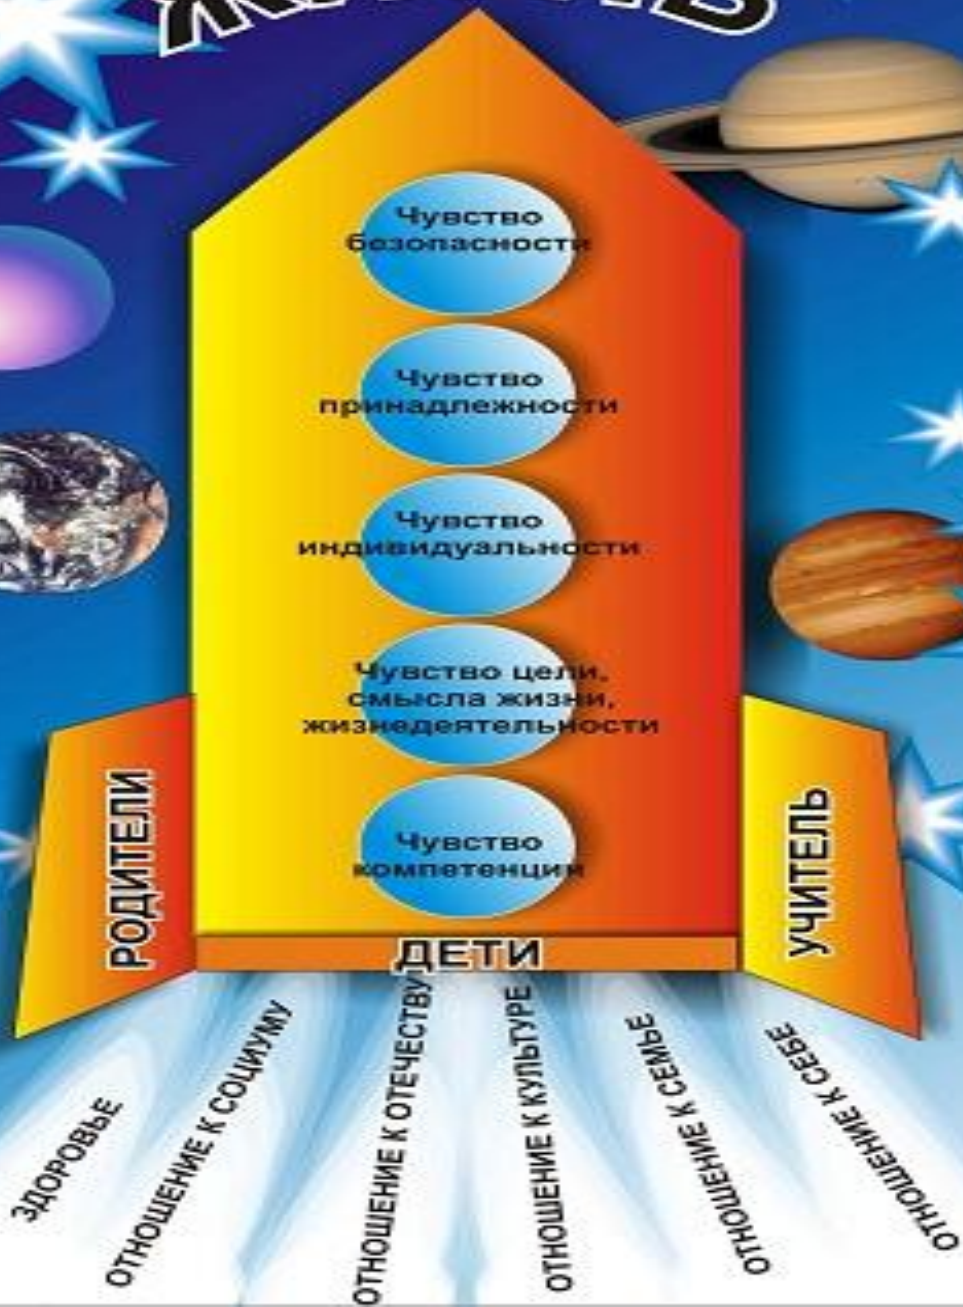 Чувство
безопасности
Чувство
принадлежности
Чувство
индивидуальности
Чувство цели,
смысла жизни,
жизнедеятельности
Чувство
компетенции
РОДИТЕЛИ
УЧИТЕЛЬ
ДЕТИ
ЗДОРОВЬЕ
ОТНОШЕНИЕ К СОЦИУМУ
ОТНОШЕНИЕ К ОТЕЧЕСТВУ
ОТНОШЕНИЕ К КУЛЬТУРЕ
ОТНОШЕНИЕ К СЕМЬЕ
ОТНОШЕНИЕ К СЕБЕ